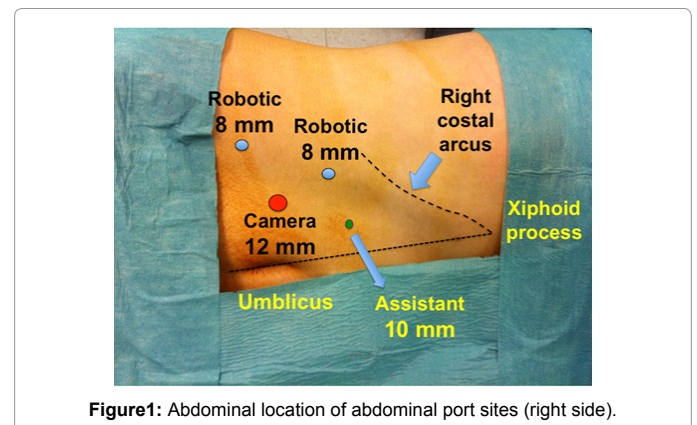 Robotic
8 mm
Robotic
8 mm
Right
costal
arcus
Camera
12 mm
Xiphoid
process
Umblicus
Assistant
10 mm
Figure1: Abdominal location of abdominal port sites (right side).